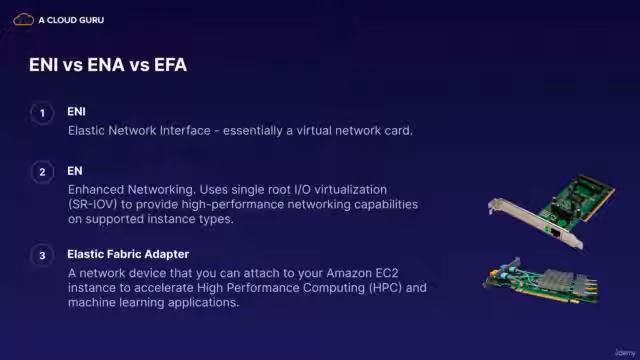 A CLOUD GURU
ENI vs ENA vs EFA
1
ENI
Elastic Network Interface - essentially a virtual network card.
2
EN
Enhanced Networking. Uses single root I/O virtualization
(SR-IOV) to provide high-performance networking capabilities
on supported instance types.
3
Elastic Fabric Adapter
A network device that you can attach to your Amazon EC2
instance to accelerate High Performance Computing (HPC) and
machine learning applications.